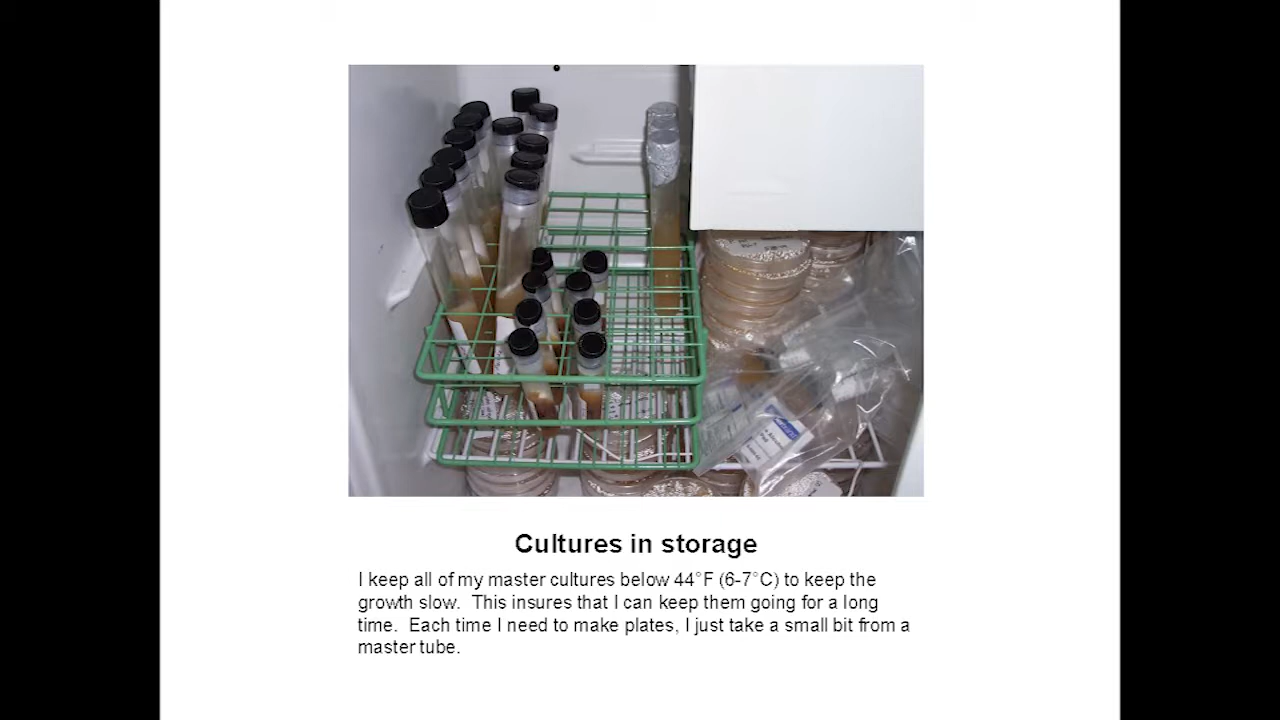 Cultures in storage
I keep all of my master cultures below 44°F (6-7°C) to keep the
growth slow.  This insures that I can keep them going for a long
time.  Each time I need to make plates, I just take a small bit from a
master tube.